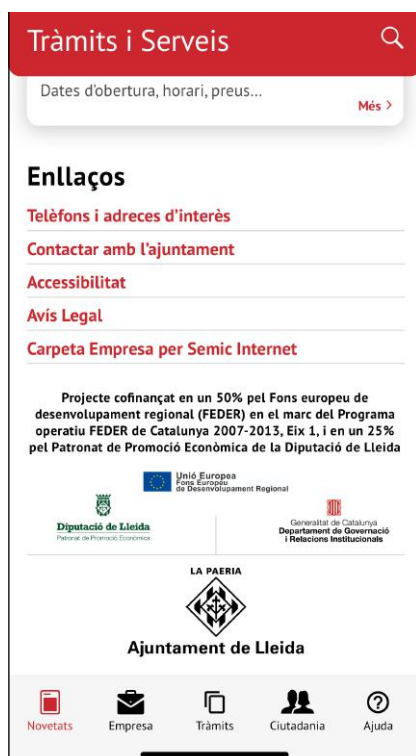 Tràmits i Serveis
Dates d'obertura, horari, preus...
Més >
Enllaços
Telèfons i adreces d'interès
Contactar amb l'ajuntament
Accessibilitat
Avís Legal
Carpeta Empresa per Semic Internet
Projecte cofinançat en un 50% pel Fons europeu de
desenvolupament regional (FEDER) en el marc del Programa
operatiu FEDER de Catalunya 2007-2013, Eix 1, i en un 25%
pel Patronat de Promoció Econòmica de la Diputació de Lleida
Unió Europea
Fons Europeu
de Desenvolupament Regional
Diputació de Lleida
Patronat de Promoció Econòmica
Generalitat de Catalunya
Departament de Governació
i Relacions Institucionals
LA PAERIA
Ajuntament de Lleida
Novetats
Empresa
Tràmits
Ciutadania
Ajuda